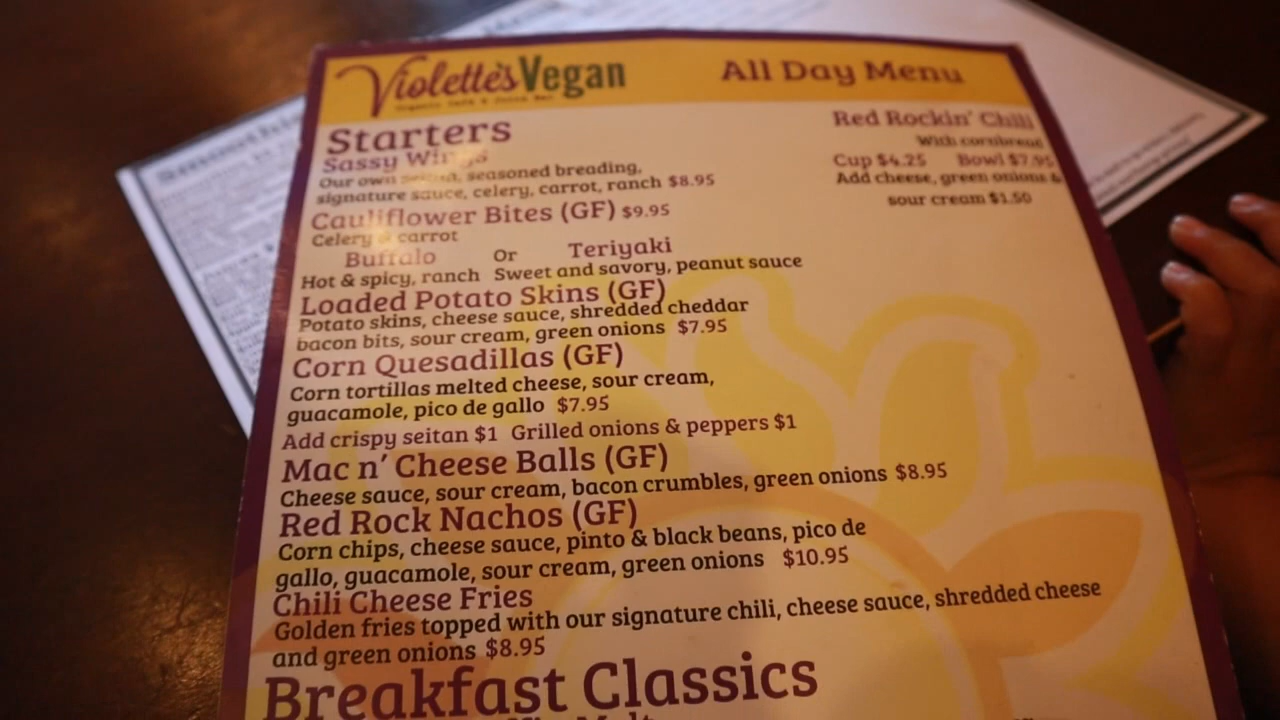 Violette's Vegan
Organic Cafe & Juice Bar
All Day Menu
Starters
Sassy Wings
Our own seitan, seasoned breading,
signature sauce, celery, carrot, ranch $8.95
Cauliflower Bites (GF) $9.95
Celery & carrot
Buffalo Or Teriyaki
Hot & spicy, ranch Sweet and savory, peanut sauce
Loaded Potato Skins (GF)
Potato skins, cheese sauce, shredded cheddar
bacon bits, sour cream, green onions $7.95
Corn Quesadillas (GF)
Corn tortillas melted cheese, sour cream,
guacamole, pico de gallo $7.95
Add crispy seitan $1 Grilled onions & peppers $1
Mac n' Cheese Balls (GF)
Cheese sauce, sour cream, bacon crumbles, green onions $8.95
Red Rock Nachos (GF)
Corn chips, cheese sauce, pinto & black beans, pico de
gallo, guacamole, sour cream, green onions $10.95
Chili Cheese Fries
Golden fries topped with our signature chili, cheese sauce, shredded cheese
and green onions $8.95
Breakfast Classics
Red Rockin' Chili
With cornbread
Cup $4.25 Bowl $7.95
Add cheese, green onions &
sour cream $1.50